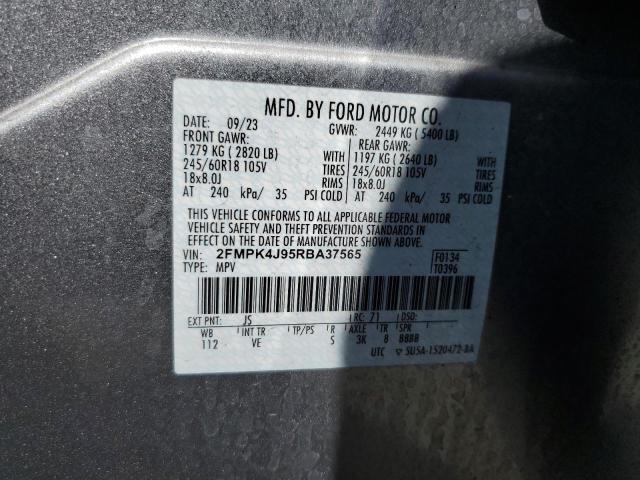 MFD. BY FORD MOTOR CO.
DATE: 09/23 GVWR: 2449 KG ( 5400 LB)
FRONT GAWR: REAR GAWR:
1279 KG ( 2820 LB) WITH 1197 KG ( 2640 LB) WITH
245/60R18 105V TIRES 245/60R18 105V TIRES
18x8.0J RIMS 18x8.0J RIMS
AT 240 kPa/ 35 PSI COLD AT 240 kPa/ 35 PSI COLD
THIS VEHICLE CONFORMS TO ALL APPLICABLE FEDERAL MOTOR
VEHICLE SAFETY AND THEFT PREVENTION STANDARDS IN
EFFECT ON THE DATE OF MANUFACTURE SHOWN ABOVE.
VIN: 2FMPK4J95RBA37565 F0134
TYPE: MPV T0396
EXT PNT: JS RC: 71 DSO:
WB INT TR TP/PS R AXLE TR SPR
112 VE S 3K 8 8888
UTC ▽ 5U5A-1520472-BA